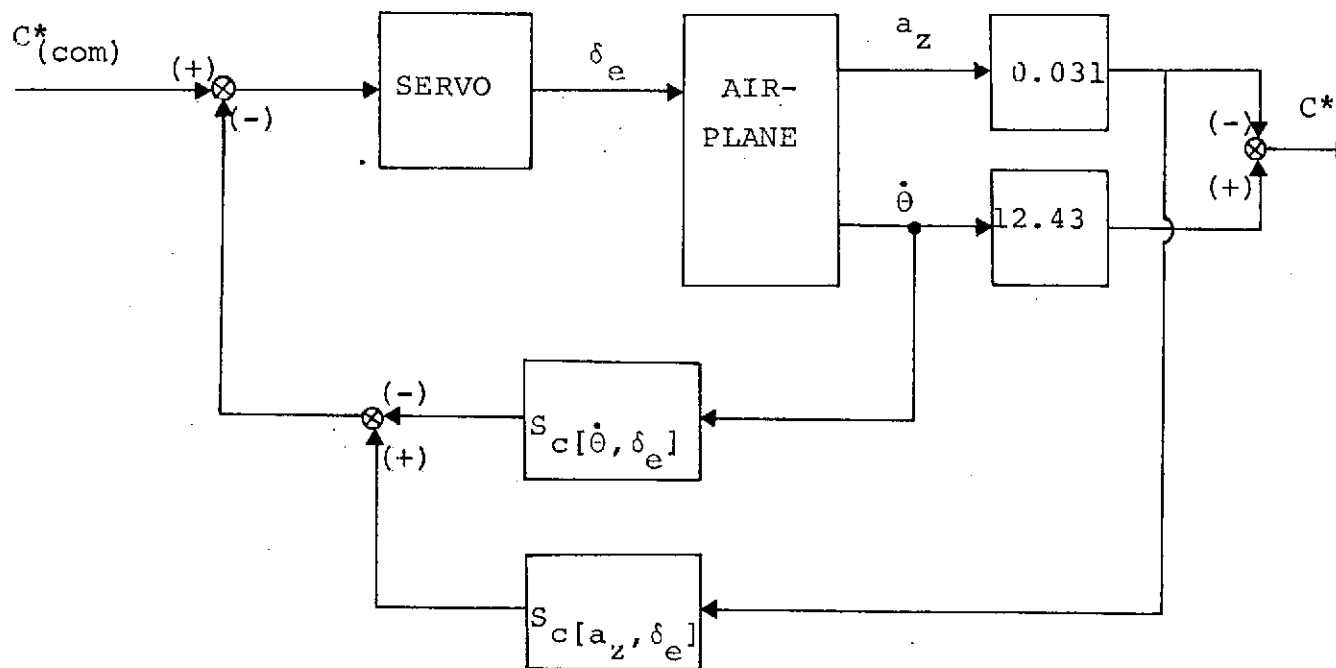 C*(com)
(+)
(-)
SERVO
δe
AIR-
PLANE
az
0.031
θ̇
12.43
(-)
(+)
C*
(-)
(+)
Sc[θ̇,δe]
Sc[az,δe]